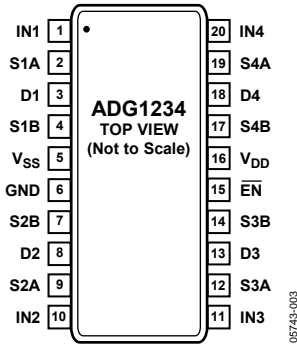 IN1 1
S1A 2
D1 3
S1B 4
VSS 5
GND 6
S2B 7
D2 8
S2A 9
IN2 10
ADG1234
TOP VIEW
(Not to Scale)
20 IN4
19 S4A
18 D4
17 S4B
16 VDD
15 E̅N̅
14 S3B
13 D3
12 S3A
11 IN3
05743-003